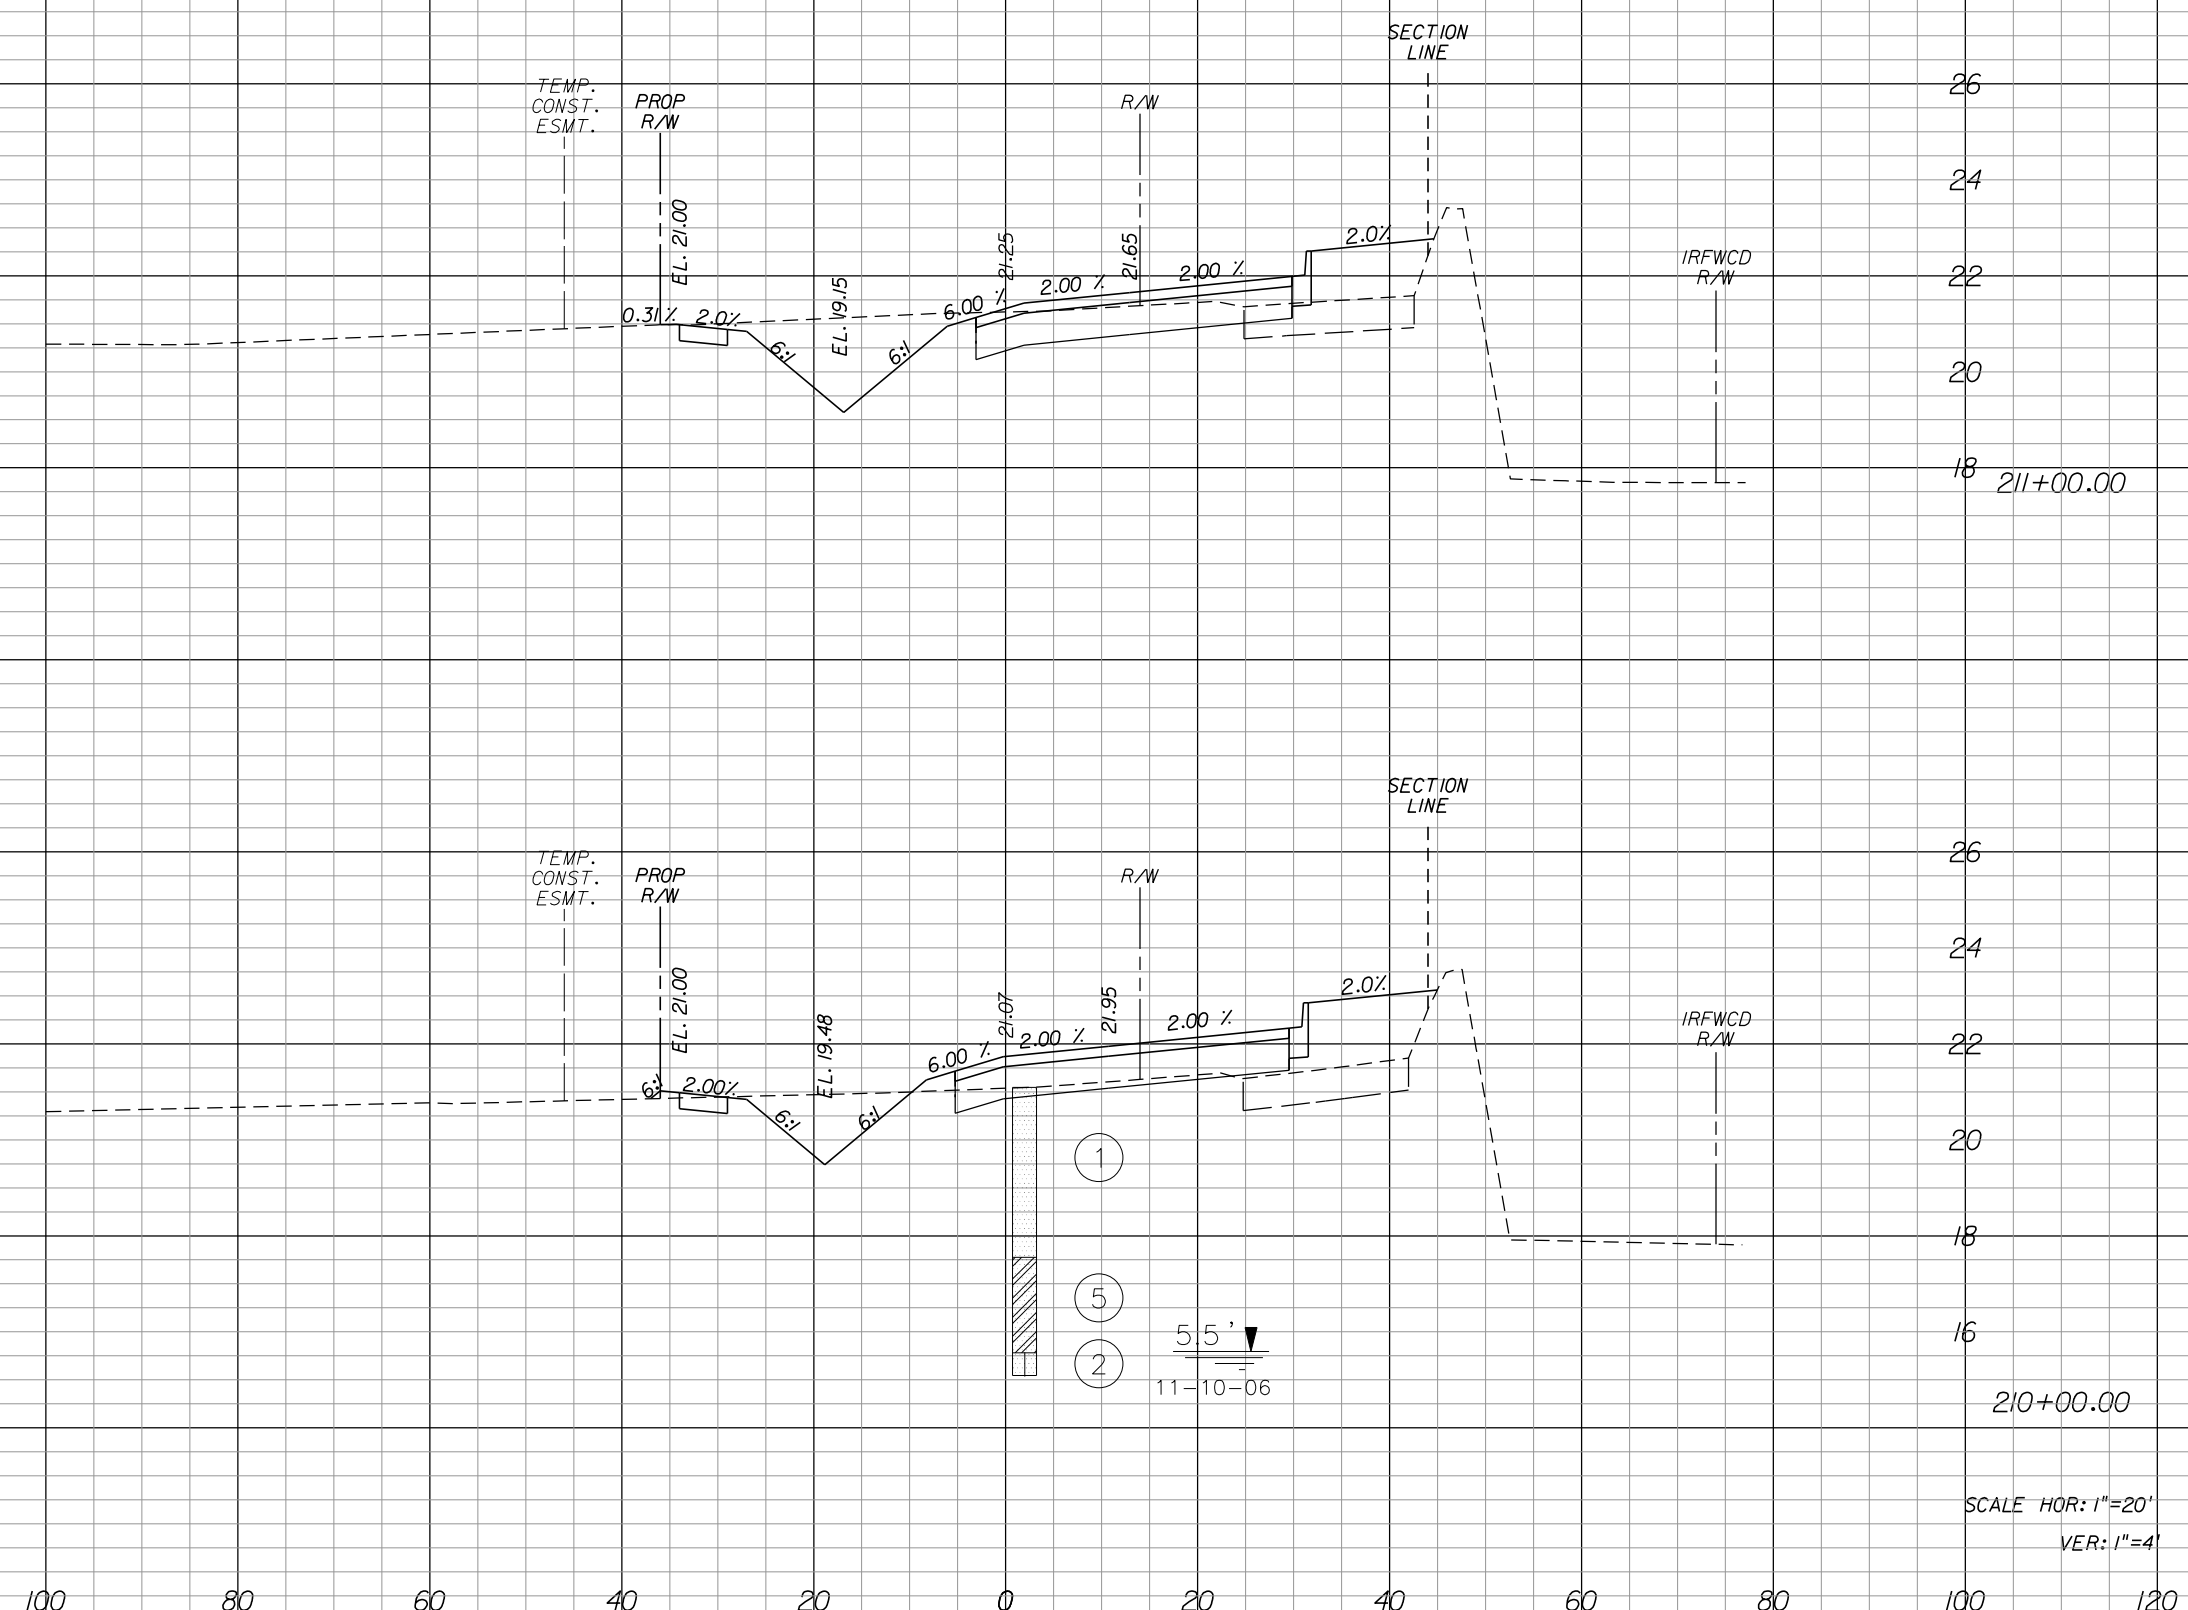 SECTION
LINE
TEMP.
CONST.
ESMT.
PROP
R/W
R/W
26
24
EL. 21.00
21.25
21.65
2.0%
IRFWCD
R/W
22
2.00 %
2.00 %
6.00 %
EL. 19.15
0.31%
2.0%
6:1
6:1
20
18
211+00.00
SECTION
LINE
TEMP.
CONST.
ESMT.
PROP
R/W
R/W
26
24
EL. 21.00
EL. 19.48
21.07
21.95
2.0%
IRFWCD
R/W
22
2.00 %
2.00 %
6.00 %
6:1
2.00%
6:1
6:1
20
1
18
5
5.5 '
16
2
11-10-06
210+00.00
SCALE HOR: 1"=20'
VER: 1"=4'
100 80 60 40 20 0 20 40 60 80 100 120